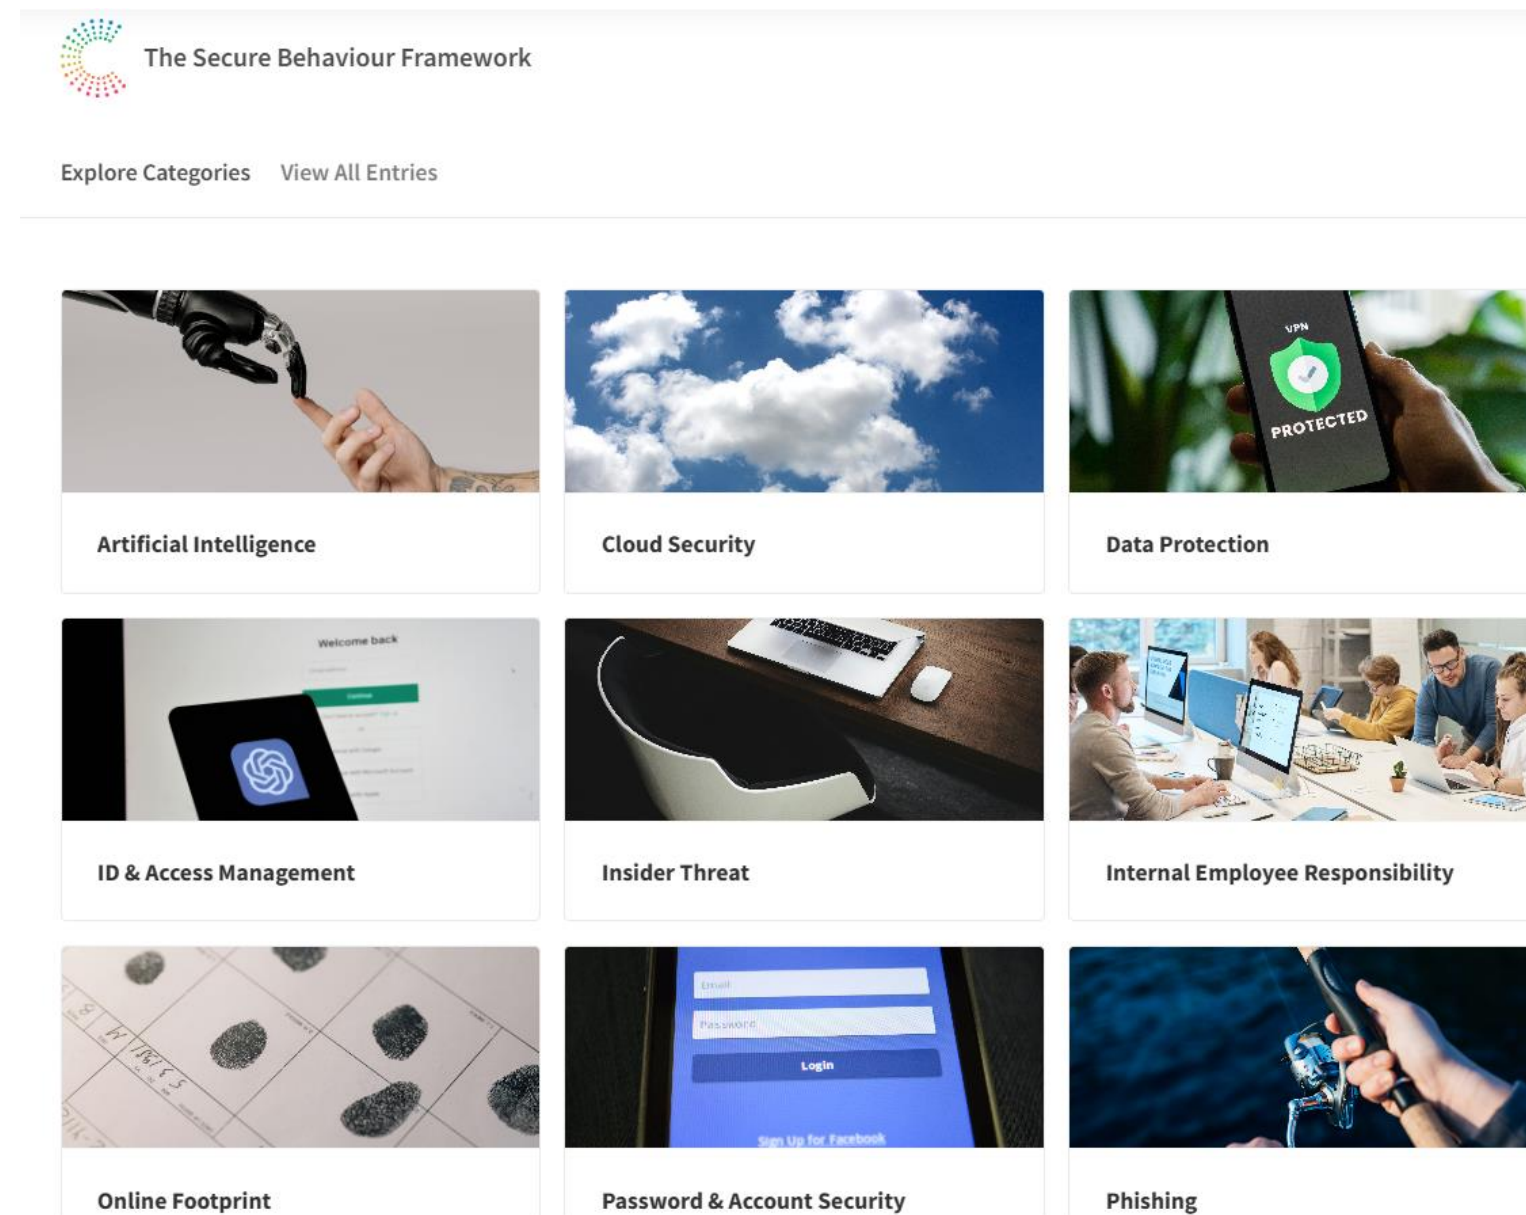 The Secure Behaviour Framework
Explore Categories
View All Entries
VPN
PROTECTED
Artificial Intelligence
Cloud Security
Data Protection
Welcome back
Continue
ID & Access Management
Insider Threat
Internal Employee Responsibility
Email
Password
Login
Sign Up for Facebook
Online Footprint
Password & Account Security
Phishing